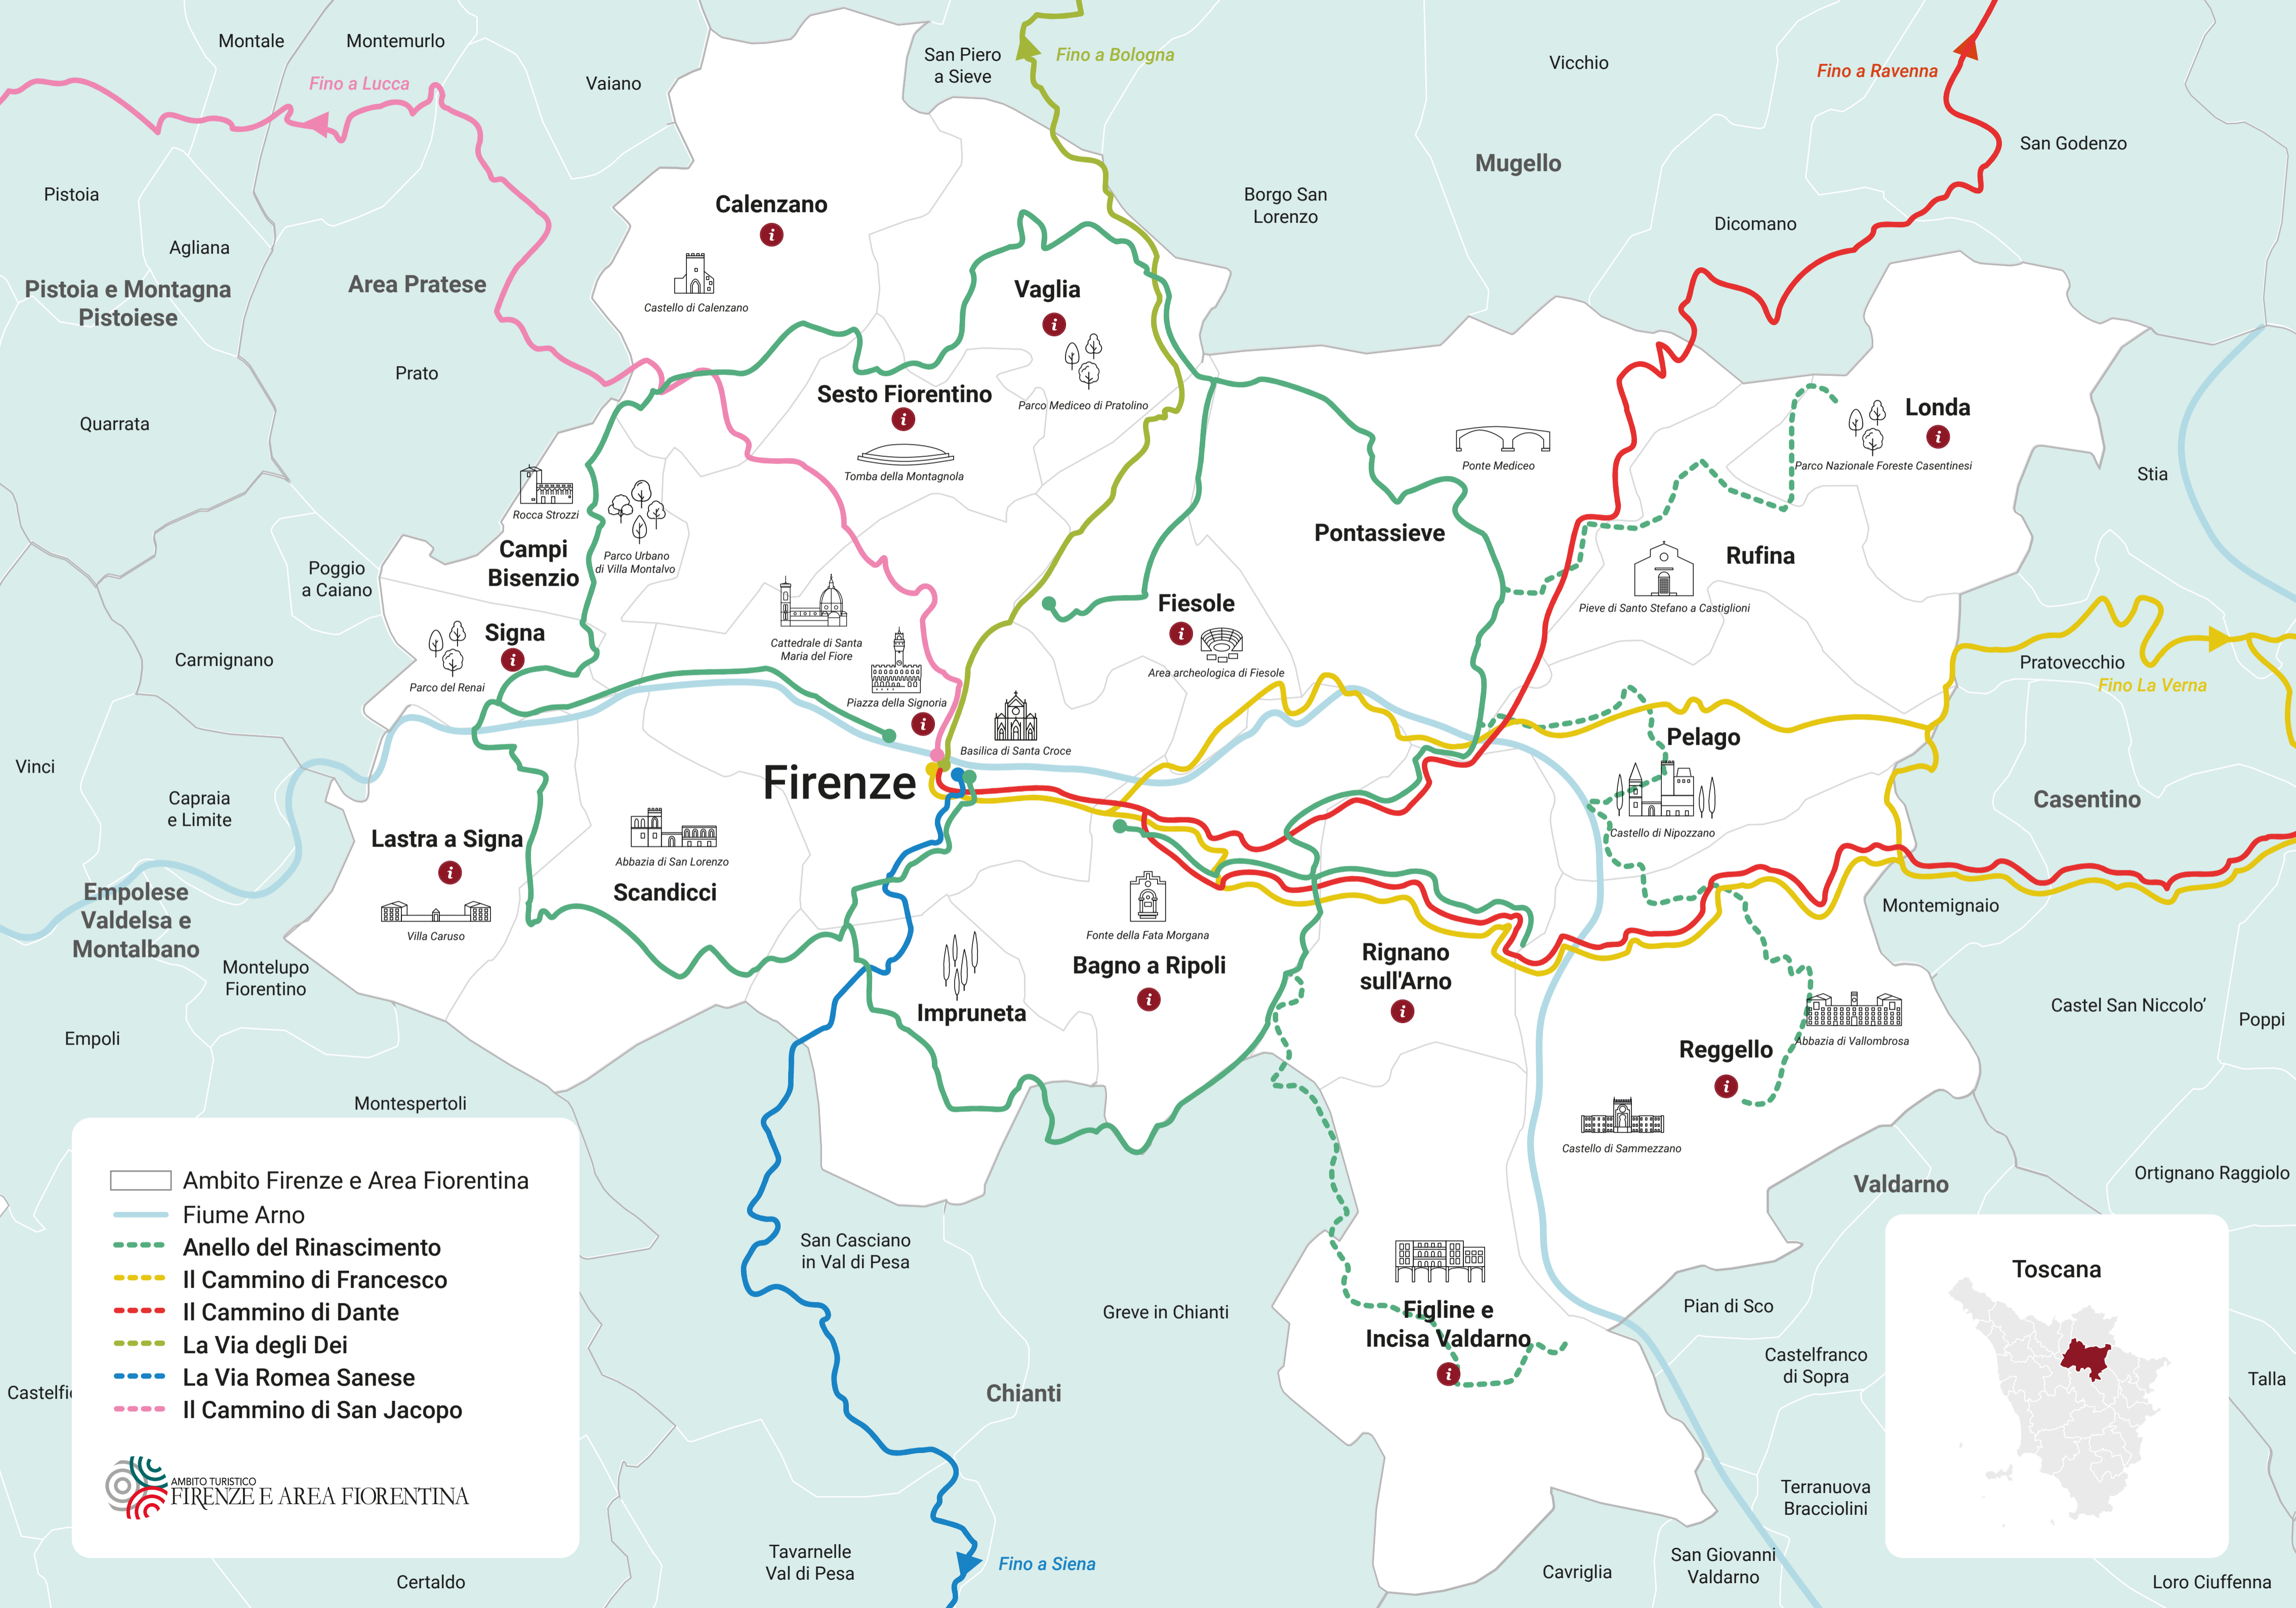 Montale
Montemurlo
Fino a Lucca
Vaiano
San Piero
a Sieve
Fino a Bologna
Vicchio
Fino a Ravenna
San Godenzo
Mugello
Pistoia
Agliana
Calenzano
Borgo San
Lorenzo
Dicomano
Pistoia e Montagna
Pistoiese
Area Pratese
Castello di Calenzano
Vaglia
Prato
Sesto Fiorentino
Parco Mediceo di Pratolino
Londa
Quarrata
Tomba della Montagnola
Ponte Mediceo
Parco Nazionale Foreste Casentinesi
Stia
Rocca Strozzi
Campi
Bisenzio
Parco Urbano
di Villa Montalvo
Pontassieve
Rufina
Poggio
a Caiano
Fiesole
Pieve di Santo Stefano a Castiglioni
Signa
Cattedrale di Santa
Maria del Fiore
Carmignano
Parco del Renai
Piazza della Signoria
Area archeologica di Fiesole
Pratovecchio
Fino La Verna
Basilica di Santa Croce
Pelago
Vinci
Firenze
Capraia
e Limite
Casentino
Lastra a Signa
Castello di Nipozzano
Abbazia di San Lorenzo
Scandicci
Empolese
Valdelsa e
Montalbano
Villa Caruso
Fonte della Fata Morgana
Montemignaio
Bagno a Ripoli
Rignano
sull'Arno
Montelupo
Fiorentino
Impruneta
Castel San Niccolo'
Poppi
Empoli
Reggello
Abbazia di Vallombrosa
Montespertoli
Castello di Sammezzano
Valdarno
Ortignano Raggiolo
Ambito Firenze e Area Fiorentina
Fiume Arno
Anello del Rinascimento
Il Cammino di Francesco
Il Cammino di Dante
La Via degli Dei
La Via Romea Sanese
Il Cammino di San Jacopo
AMBITO TURISTICO
FIRENZE E AREA FIORENTINA
San Casciano
in Val di Pesa
Greve in Chianti
Figline e
Incisa Valdarno
Pian di Sco
Toscana
Castelfranco
di Sopra
Castelfi
Chianti
Talla
Terranuova
Bracciolini
Tavarnelle
Val di Pesa
Fino a Siena
San Giovanni
Valdarno
Cavriglia
Certaldo
Loro Ciuffenna